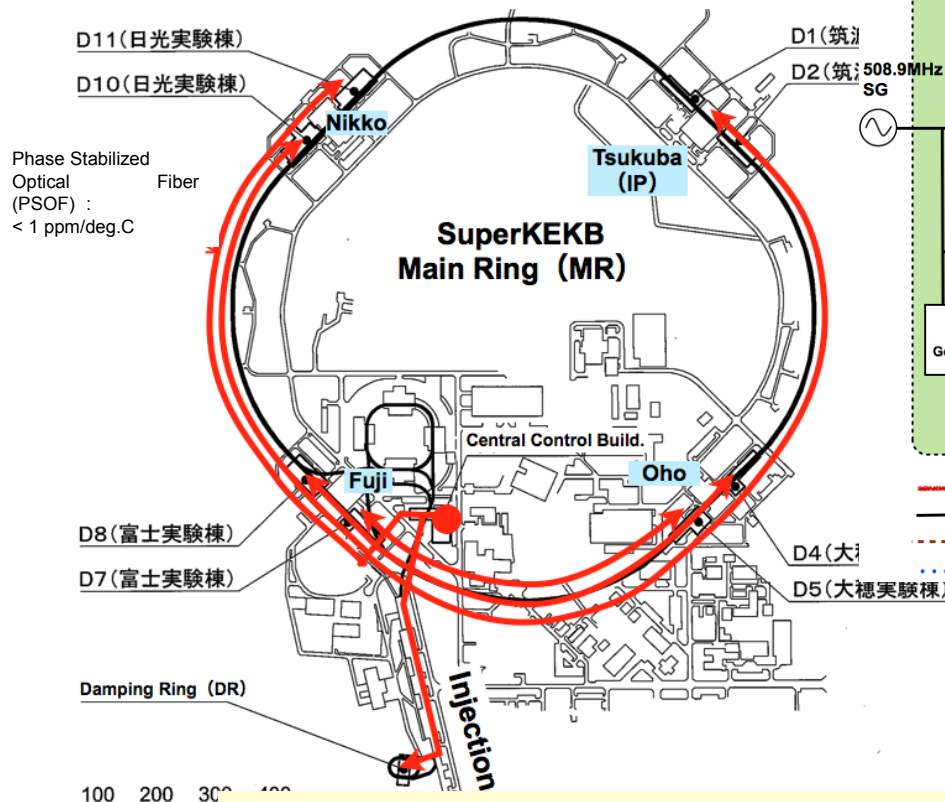 D11(日光実験棟)
D10(日光実験棟)
Nikko
Phase Stabilized
Optical Fiber
(PSOF) :
< 1 ppm/deg.C
D1(筑
D2(筑
508.9MHz
SG
Tsukuba
(IP)
SuperKEKB
Main Ring (MR)
Central Control Build.
Fuji
Oho
D8(富士実験棟)
D7(富士実験棟)
D4(大
D5(大穂実験棟)
Damping Ring (DR)
Injection
100 200